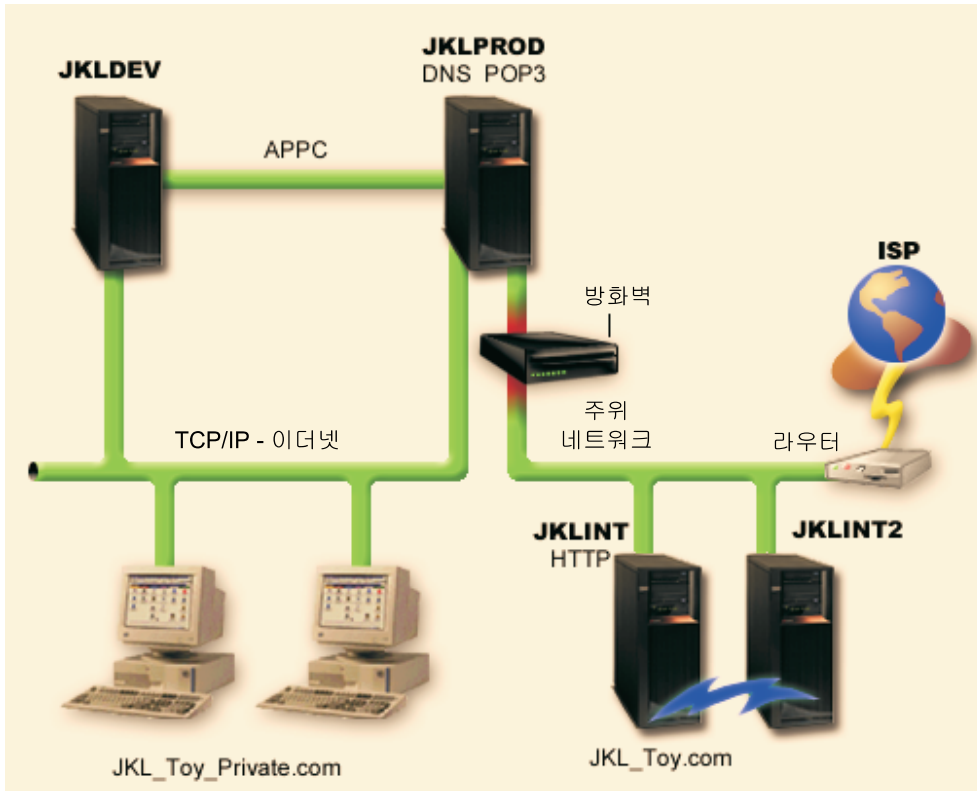 JKLDEV
JKLPROD
DNS POP3
APPC
ISP
방화벽
주위
네트워크
TCP/IP - 이더넷
라우터
JKLINT
HTTP
JKLINT2
JKL_Toy_Private.com
JKL_Toy.com